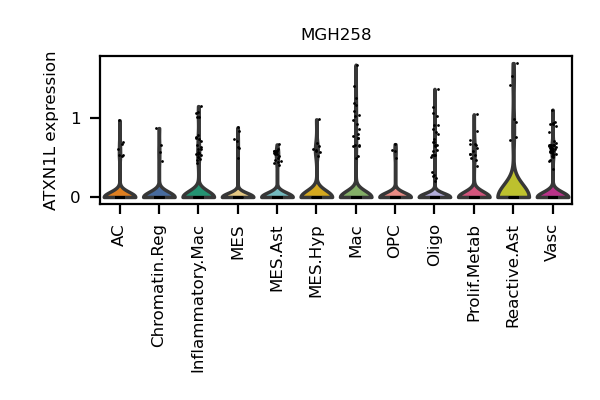 MGH258
ATXN1L expression
1
0
AC
Chromatin.Reg
Inflammatory.Mac
MES
MES.Ast
MES.Hyp
Mac
OPC
Oligo
Prolif.Metab
Reactive.Ast
Vasc